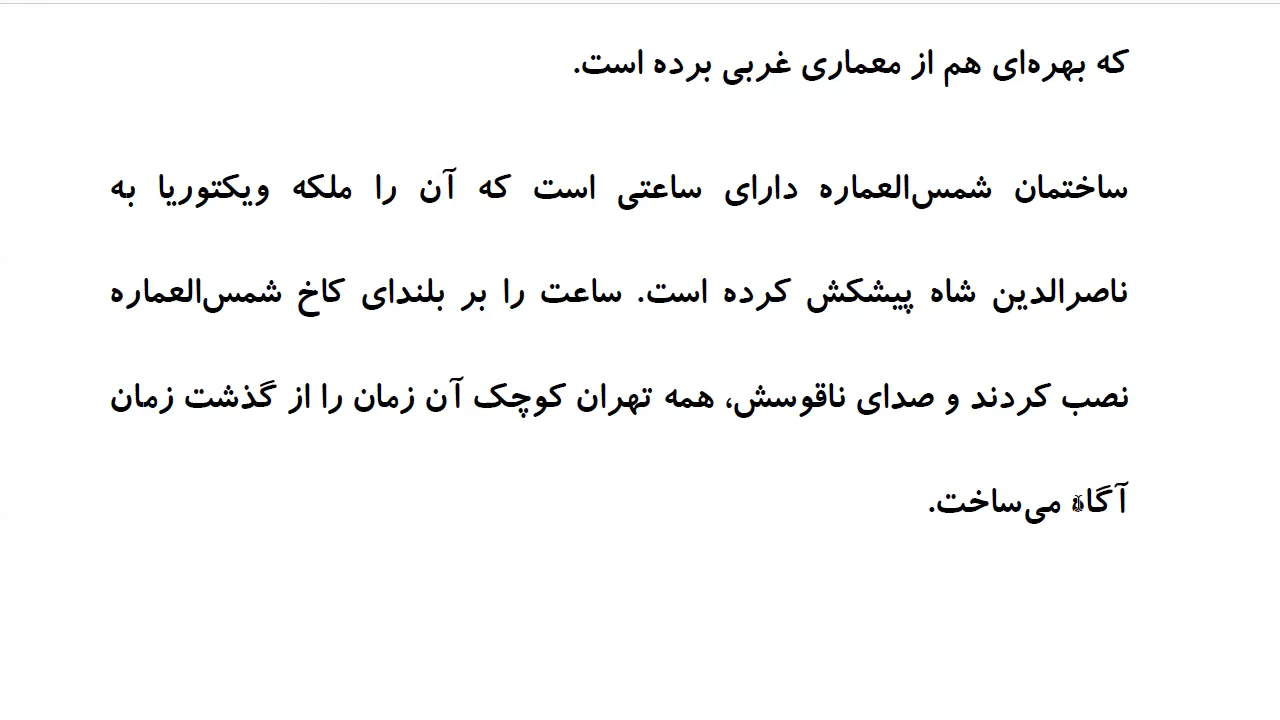 که بهره‌ای هم از معماری غربی برده است.
ساختمان شمس‌العماره دارای ساعتی است که آن را ملکه ویکتوریا به
ناصرالدین شاه پیشکش کرده است. ساعت را بر بلندای کاخ شمس‌العماره
نصب کردند و صدای ناقوسش، همه تهران کوچک آن زمان را از گذشت زمان
آگاه می‌ساخت.